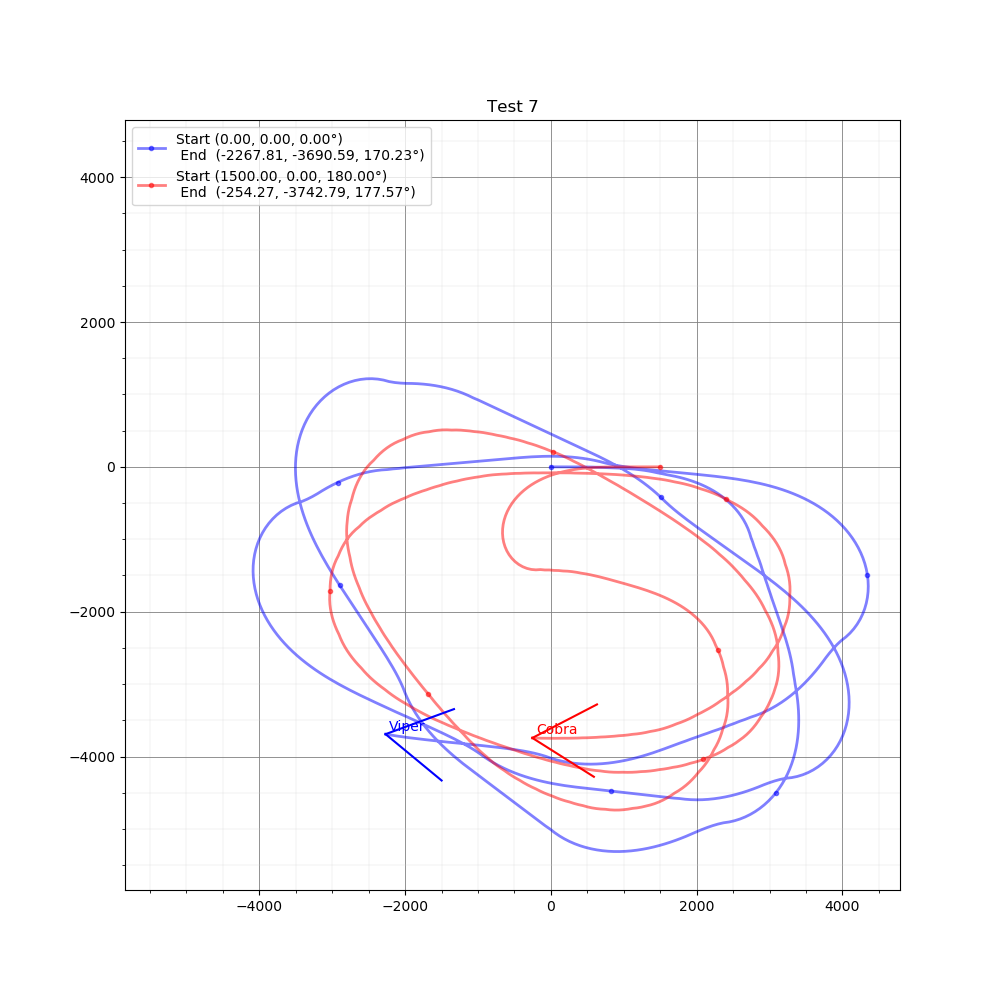 Test 7
Start (0.00, 0.00, 0.00°)
End (-2267.81, -3690.59, 170.23°)
Start (1500.00, 0.00, 180.00°)
End (-254.27, -3742.79, 177.57°)
4000
2000
0
−2000
−4000
Viper
Cobra
−4000 −2000 0 2000 4000